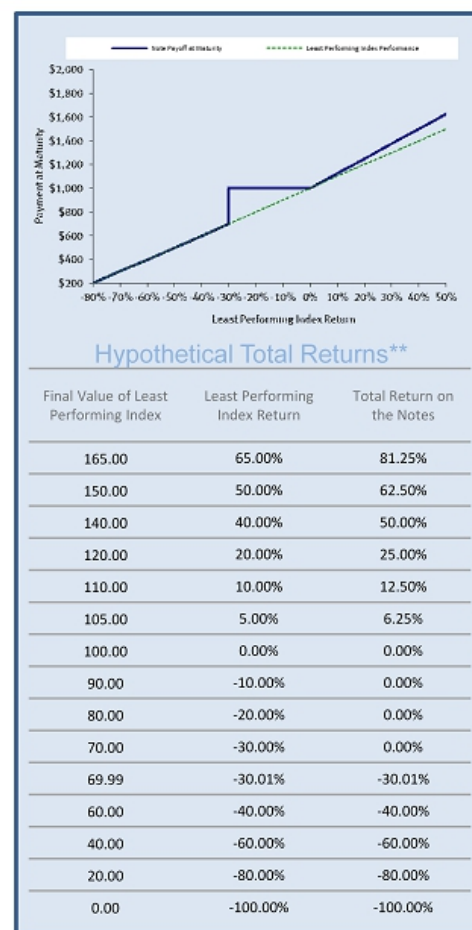 Note Payoff at Maturity Least Performing Index Performance
$2,000
$1,800
$1,600
$1,400
$1,200
$1,000
$800
$600
$400
$200
Payment at Maturity
-80% -70% -60% -50% -40% -30% -20% -10% 0% 10% 20% 30% 40% 50%
Least Performing Index Return
Hypothetical Total Returns**
Final Value of Least Least Performing Total Return on
Performing Index Index Return the Notes
165.00 65.00% 81.25%
150.00 50.00% 62.50%
140.00 40.00% 50.00%
120.00 20.00% 25.00%
110.00 10.00% 12.50%
105.00 5.00% 6.25%
100.00 0.00% 0.00%
90.00 -10.00% 0.00%
80.00 -20.00% 0.00%
70.00 -30.00% 0.00%
69.99 -30.01% -30.01%
60.00 -40.00% -40.00%
40.00 -60.00% -60.00%
20.00 -80.00% -80.00%
0.00 -100.00% -100.00%